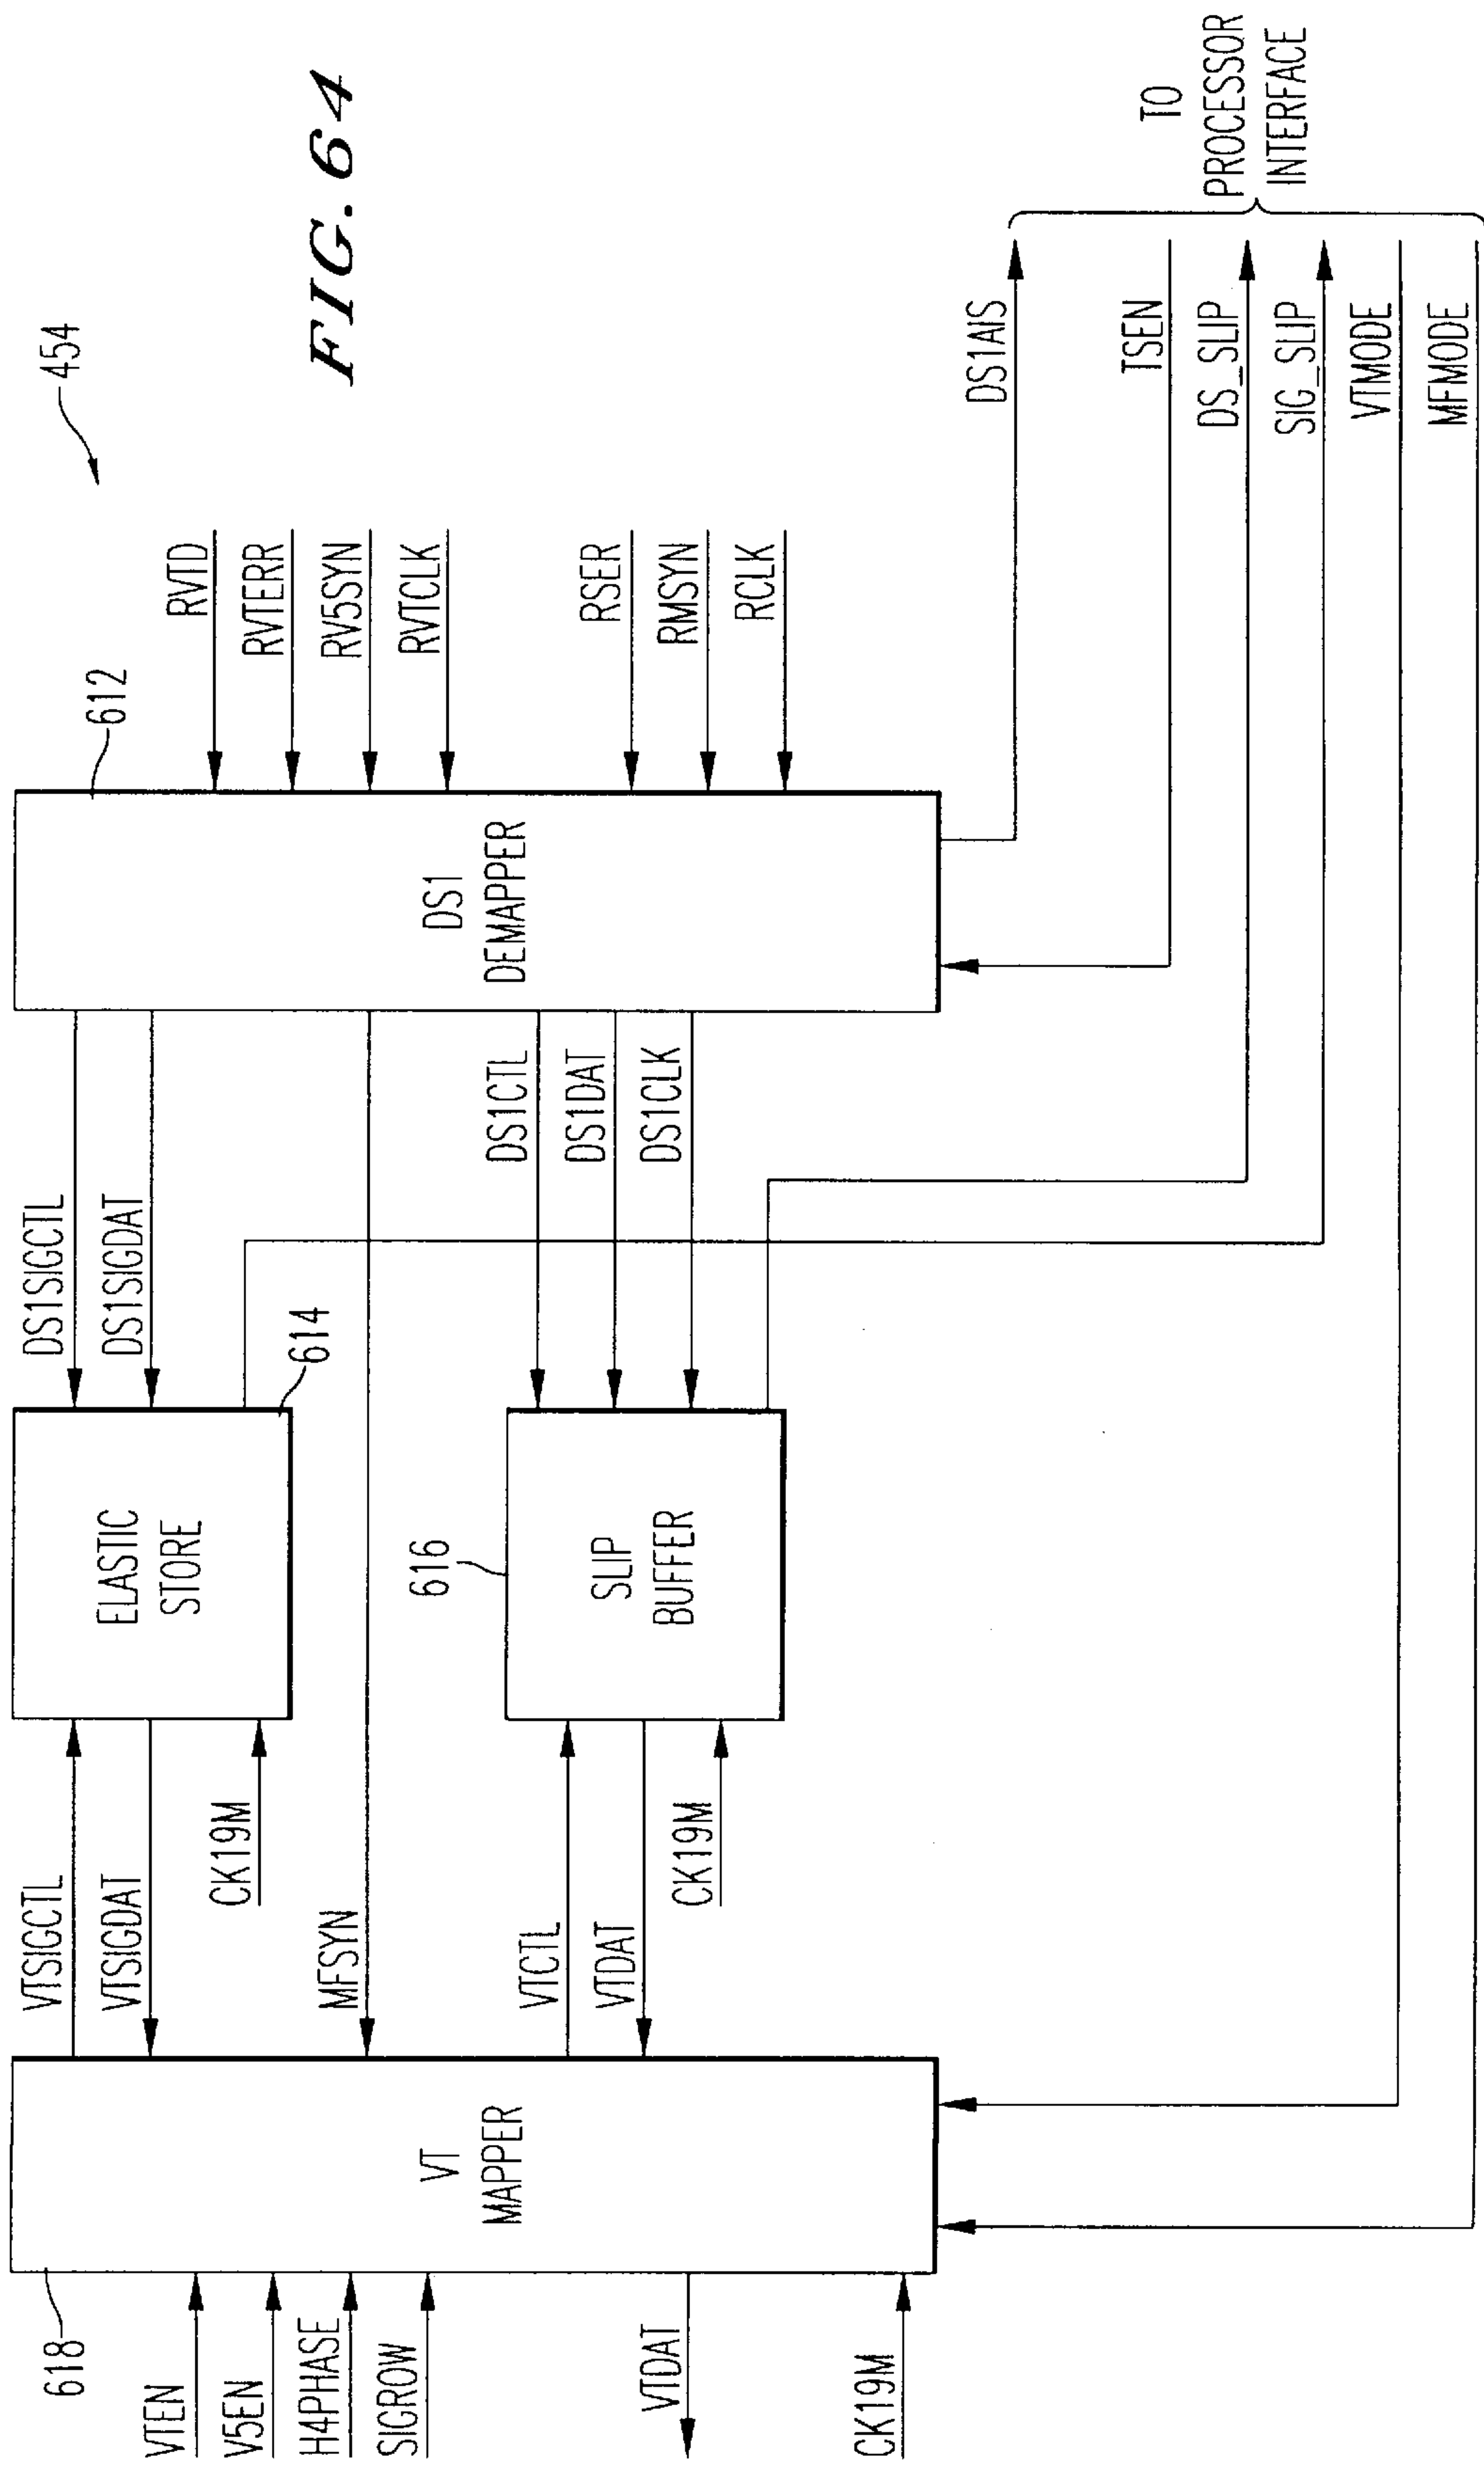 618
VTEN
V5EN
H4PHASE
SIGROW
VTDAT
CK19M
VT
MAPPER
VTSIGCTL
VTSIGDAT
CK19M
MFSYN
VTCTL
VTDAT
CK19M
ELASTIC
STORE
614
616
SLIP
BUFFER
DS1SIGCTL
DS1SIGDAT
DS1CTL
DS1DAT
DS1CLK
DS1
DEMAPPER
612
RVTD
RVTERR
RV5SYN
RVTCLK
RSER
RMSYN
RCLK
454
DS1AIS
TSEN
DS_SLIP
SIG_SLIP
VTMODE
MFMODE
TO
PROCESSOR
INTERFACE
FIG. 64